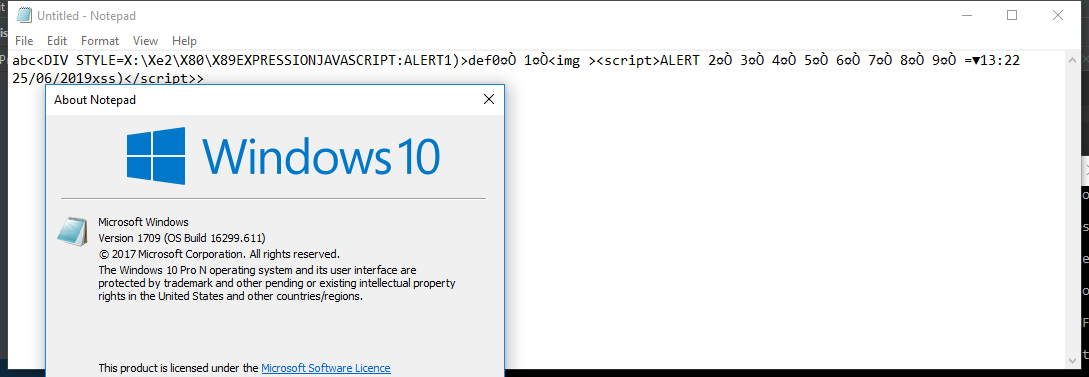 Untitled - Notepad
File Edit Format View Help
abc<DIV STYLE=X:\Xe2\X80\X89EXPRESSIONJAVASCRIPT:ALERT1)>def0¤Ò 1¤Ò<img ><script>ALERT 2¤Ò 3¤Ò 4¤Ò 5¤Ò 6¤Ò 7¤Ò 8¤Ò 9¤Ò =▼13:22
25/06/2019xss)</script>>
About Notepad
Windows 10
Microsoft Windows
Version 1709 (OS Build 16299.611)
© 2017 Microsoft Corporation. All rights reserved.
The Windows 10 Pro N operating system and its user interface are
protected by trademark and other pending or existing intellectual property
rights in the United States and other countries/regions.
This product is licensed under the Microsoft Software Licence